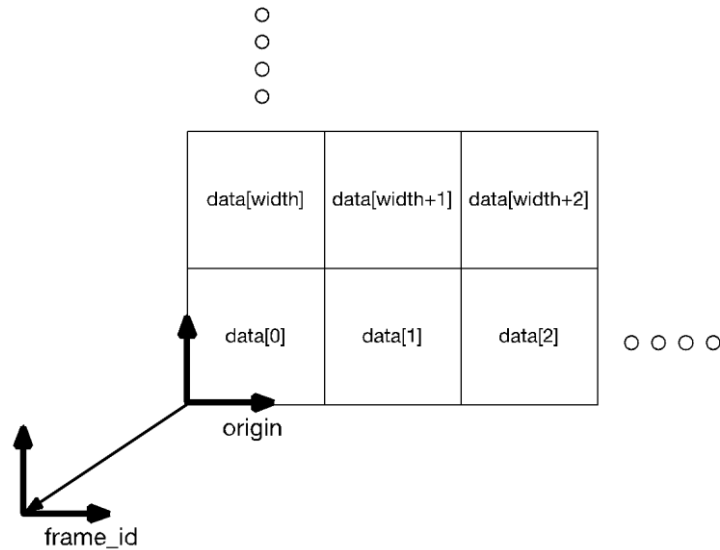 data[width]
data[width+1]
data[width+2]
data[0]
data[1]
data[2]
origin
frame_id